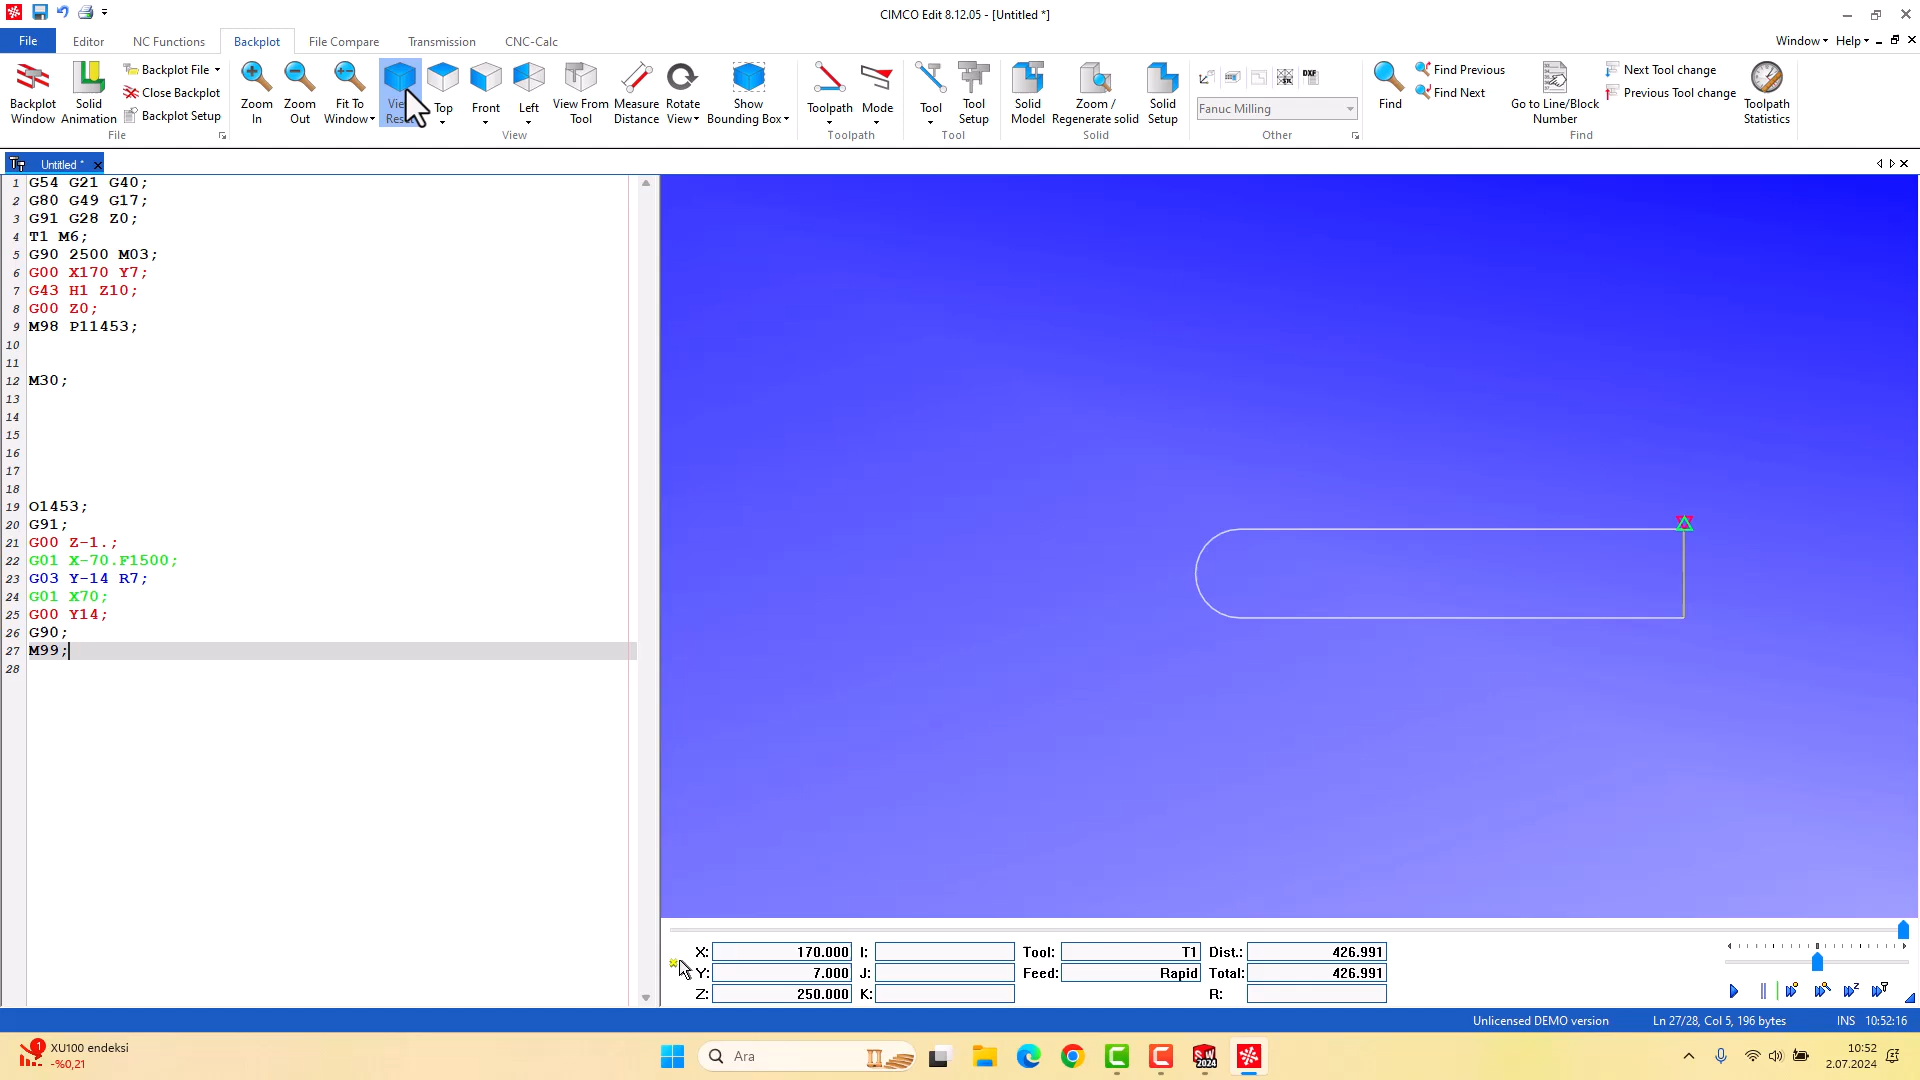 CIMCO Edit 8.12.05 - [Untitled *]
File Editor NC Functions Backplot File Compare Transmission CNC-Calc Window Help
Backplot Window
Solid Animation
Backplot File
Close Backplot
Backplot Setup
File
Zoom In
Zoom Out
Fit To Window
View Reset
Top
Front
Left
View From Tool
Measure Distance
Rotate View
Show Bounding Box
View
Toolpath
Mode
Toolpath
Tool
Tool Setup
Tool
Solid Model
Zoom / Regenerate solid
Solid Setup
Solid
DXF
Fanuc Milling
Other
Find
Find Previous
Find Next
Go to Line/Block Number
Next Tool change
Previous Tool change
Find
Toolpath Statistics
Untitled *
1 G54 G21 G40;
2 G80 G49 G17;
3 G91 G28 Z0;
4 T1 M6;
5 G90 2500 M03;
6 G00 X170 Y7;
7 G43 H1 Z10;
8 G00 Z0;
9 M98 P11453;
10
11
12 M30;
13
14
15
16
17
18
19 O1453;
20 G91;
21 G00 Z-1.;
22 G01 X-70.F1500;
23 G03 Y-14 R7;
24 G01 X70;
25 G00 Y14;
26 G90;
27 M99;
28
X: 170.000 I: Tool: T1 Dist.: 426.991
Y: 7.000 J: Feed: Rapid Total: 426.991
Z: 250.000 K: R:
Unlicensed DEMO version Ln 27/28, Col 5, 196 bytes INS 10:52:16
1
XU100 endeksi
-%0,21
Ara
SW 2024
10:52
2.07.2024